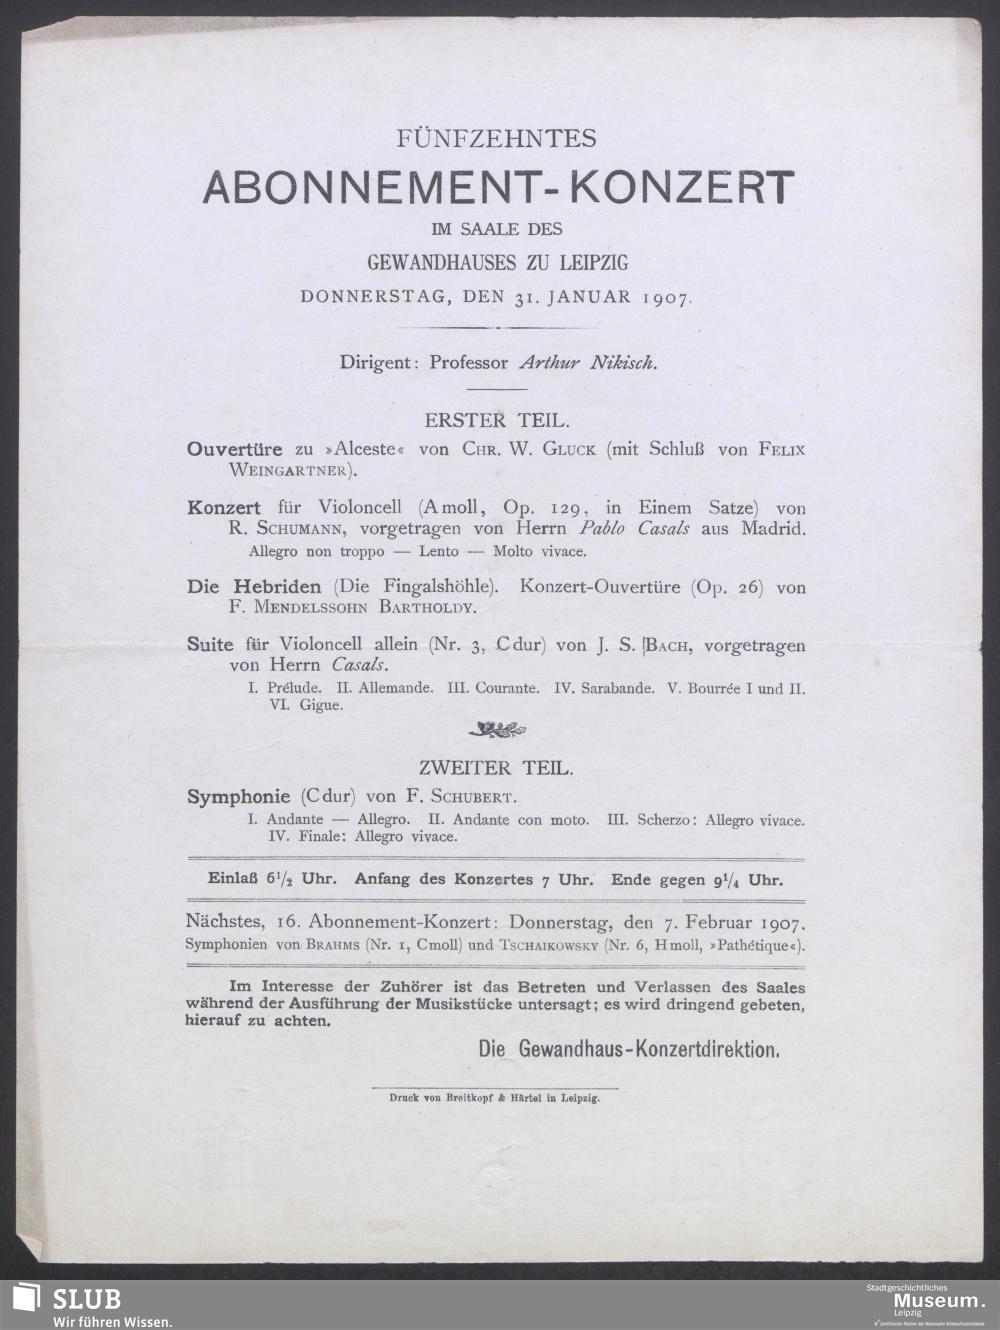 FÜNFZEHNTES
ABONNEMENT-KONZERT
IM SAALE DES
GEWANDHAUSES ZU LEIPZIG
DONNERSTAG, DEN 31. JANUAR 1907.
Dirigent: Professor Arthur Nikisch.
ERSTER TEIL.
Ouvertüre zu »Alceste« von CHR. W. GLUCK (mit Schluß von FELIX
WEINGARTNER).
Konzert für Violoncell (A moll, Op. 129, in Einem Satze) von
R. SCHUMANN, vorgetragen von Herrn Pablo Casals aus Madrid.
Allegro non troppo — Lento — Molto vivace.
Die Hebriden (Die Fingalshöhle). Konzert-Ouvertüre (Op. 26) von
F. MENDELSSOHN BARTHOLDY.
Suite für Violoncell allein (Nr. 3, C dur) von J. S. BACH, vorgetragen
von Herrn Casals.
I. Prélude. II. Allemande. III. Courante. IV. Sarabande. V. Bourrée I und II.
VI. Gigue.
ZWEITER TEIL.
Symphonie (C dur) von F. SCHUBERT.
I. Andante — Allegro. II. Andante con moto. III. Scherzo: Allegro vivace.
IV. Finale: Allegro vivace.
Einlaß 6½ Uhr. Anfang des Konzertes 7 Uhr. Ende gegen 9¼ Uhr.
Nächstes, 16. Abonnement-Konzert: Donnerstag, den 7. Februar 1907.
Symphonien von BRAHMS (Nr. 1, C moll) und TSCHAIKOWSKY (Nr. 6, H moll, »Pathétique«).
Im Interesse der Zuhörer ist das Betreten und Verlassen des Saales
während der Ausführung der Musikstücke untersagt; es wird dringend gebeten,
hierauf zu achten.
Die Gewandhaus-Konzertdirektion.
Druck von Breitkopf & Härtel in Leipzig.
SLUB
Wir führen Wissen.
Stadtgeschichtliches
Museum.
Leipzig
✓ Zertifizierter Partner der Nationalen Klimaschutzinitiative